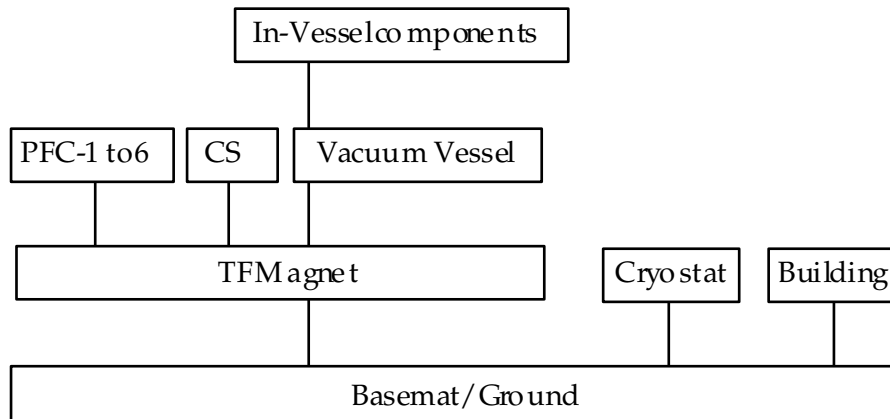 In-Vesselcomponents
PFC-1 to6
CS
Vacuum Vessel
TFMagnet
Cryostat
Building
Basemat/Ground